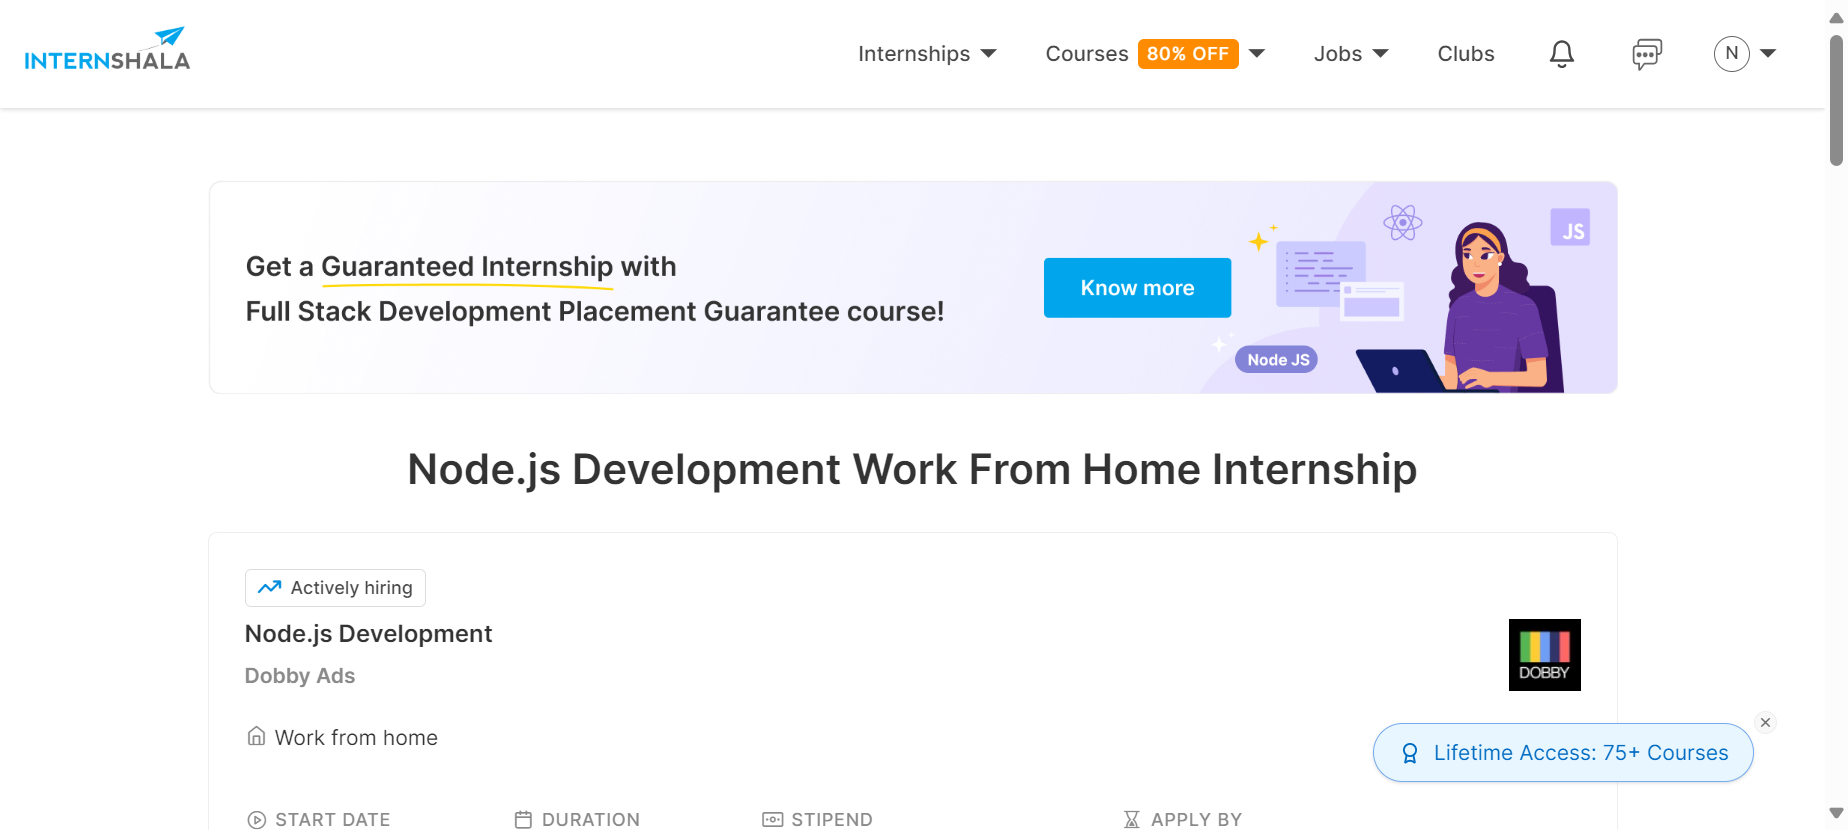 INTERNSHALA
Internships
Courses 80% OFF
Jobs
Clubs
N
Get a Guaranteed Internship with
Full Stack Development Placement Guarantee course!
Know more
JS
Node JS
Node.js Development Work From Home Internship
Actively hiring
Node.js Development
Dobby Ads
DOBBY
Work from home
Lifetime Access: 75+ Courses
START DATE
DURATION
STIPEND
APPLY BY